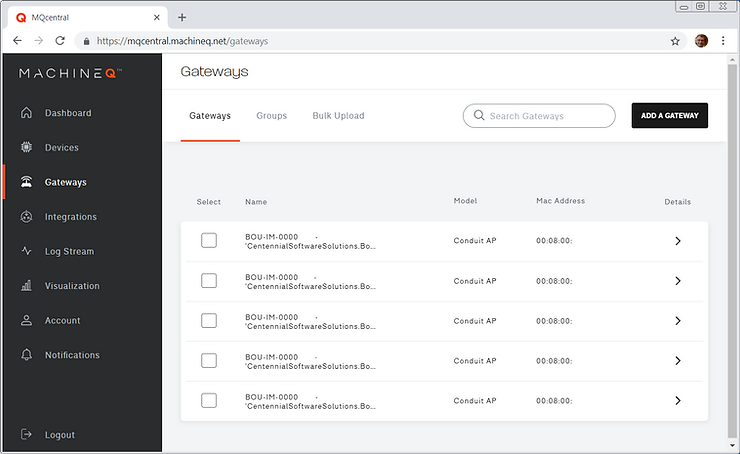 MQcentral
https://mqcentral.machineq.net/gateways
MACHINEQ™
Gateways
Dashboard
Devices
Gateways
Integrations
Log Stream
Visualization
Account
Notifications
Logout
Gateways Groups Bulk Upload
Search Gateways
ADD A GATEWAY
Select Name Model Mac Address Details
BOU-IM-0000 -
'CentennialSoftwareSolutions.Bo... Conduit AP 00:08:00:
BOU-IM-0000 -
'CentennialSoftwareSolutions.Bo... Conduit AP 00:08:00:
BOU-IM-0000 -
'CentennialSoftwareSolutions.Bo... Conduit AP 00:08:00:
BOU-IM-0000 -
'CentennialSoftwareSolutions.Bo... Conduit AP 00:08:00:
BOU-IM-0000 -
'CentennialSoftwareSolutions.Bo... Conduit AP 00:08:00: